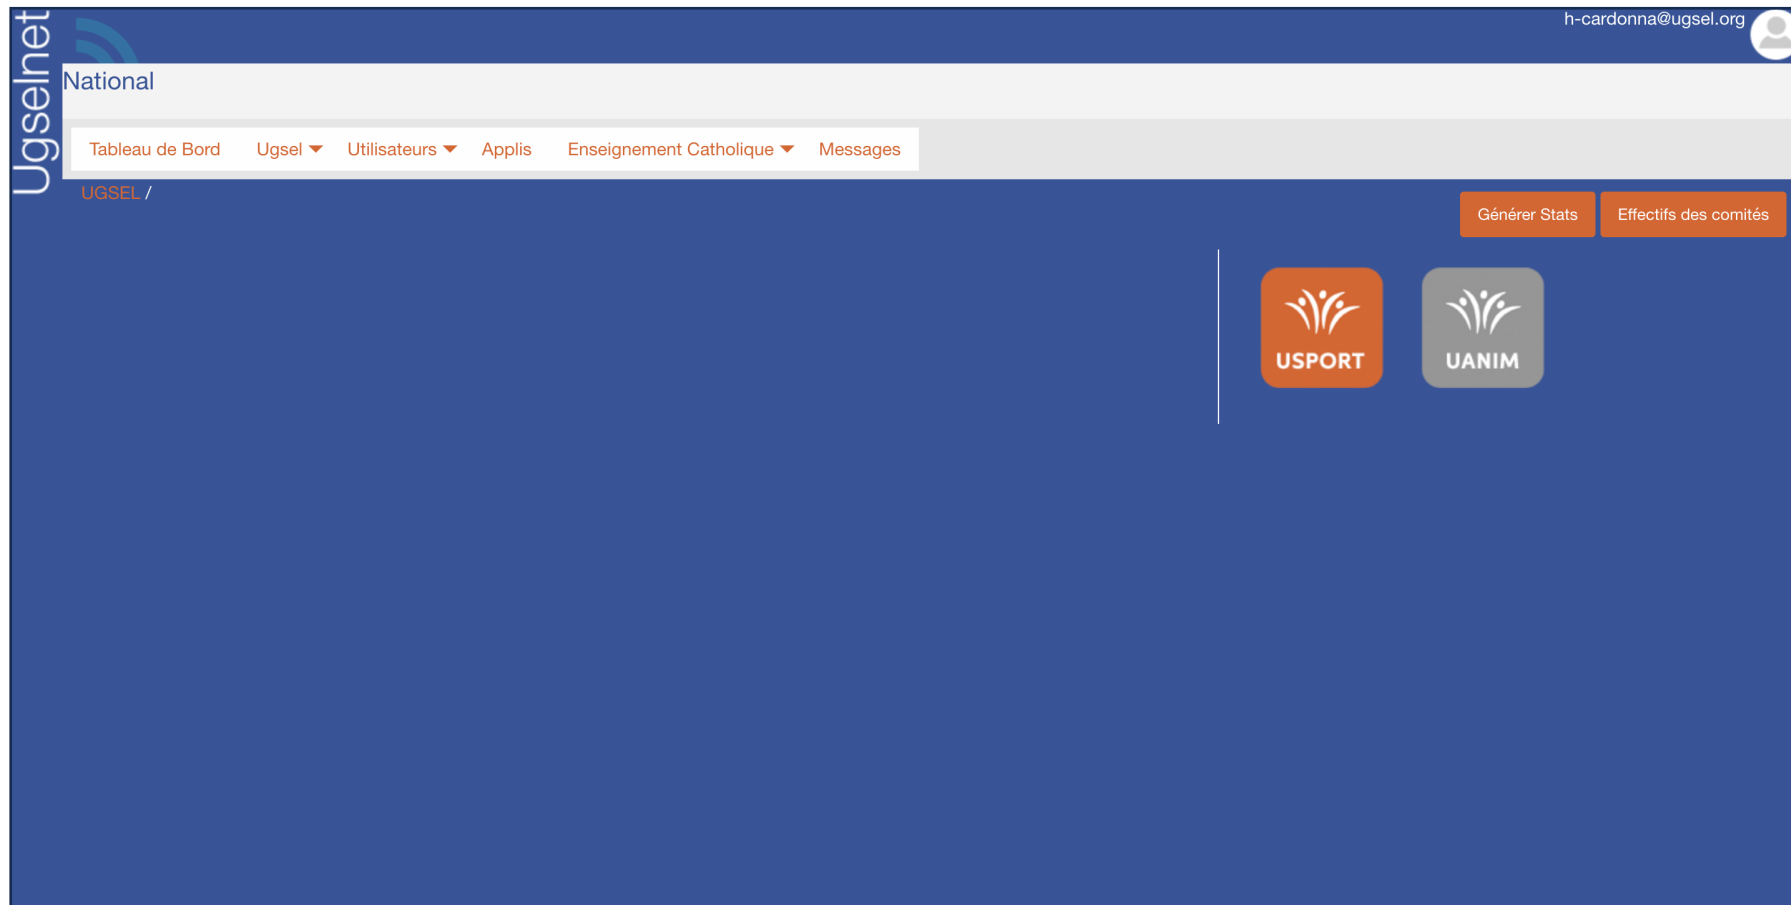 Ugselnet
h-cardonna@ugsel.org
National
Tableau de Bord Ugsel Utilisateurs Applis Enseignement Catholique Messages
UGSEL /
Générer Stats Effectifs des comités
USPORT UANIM